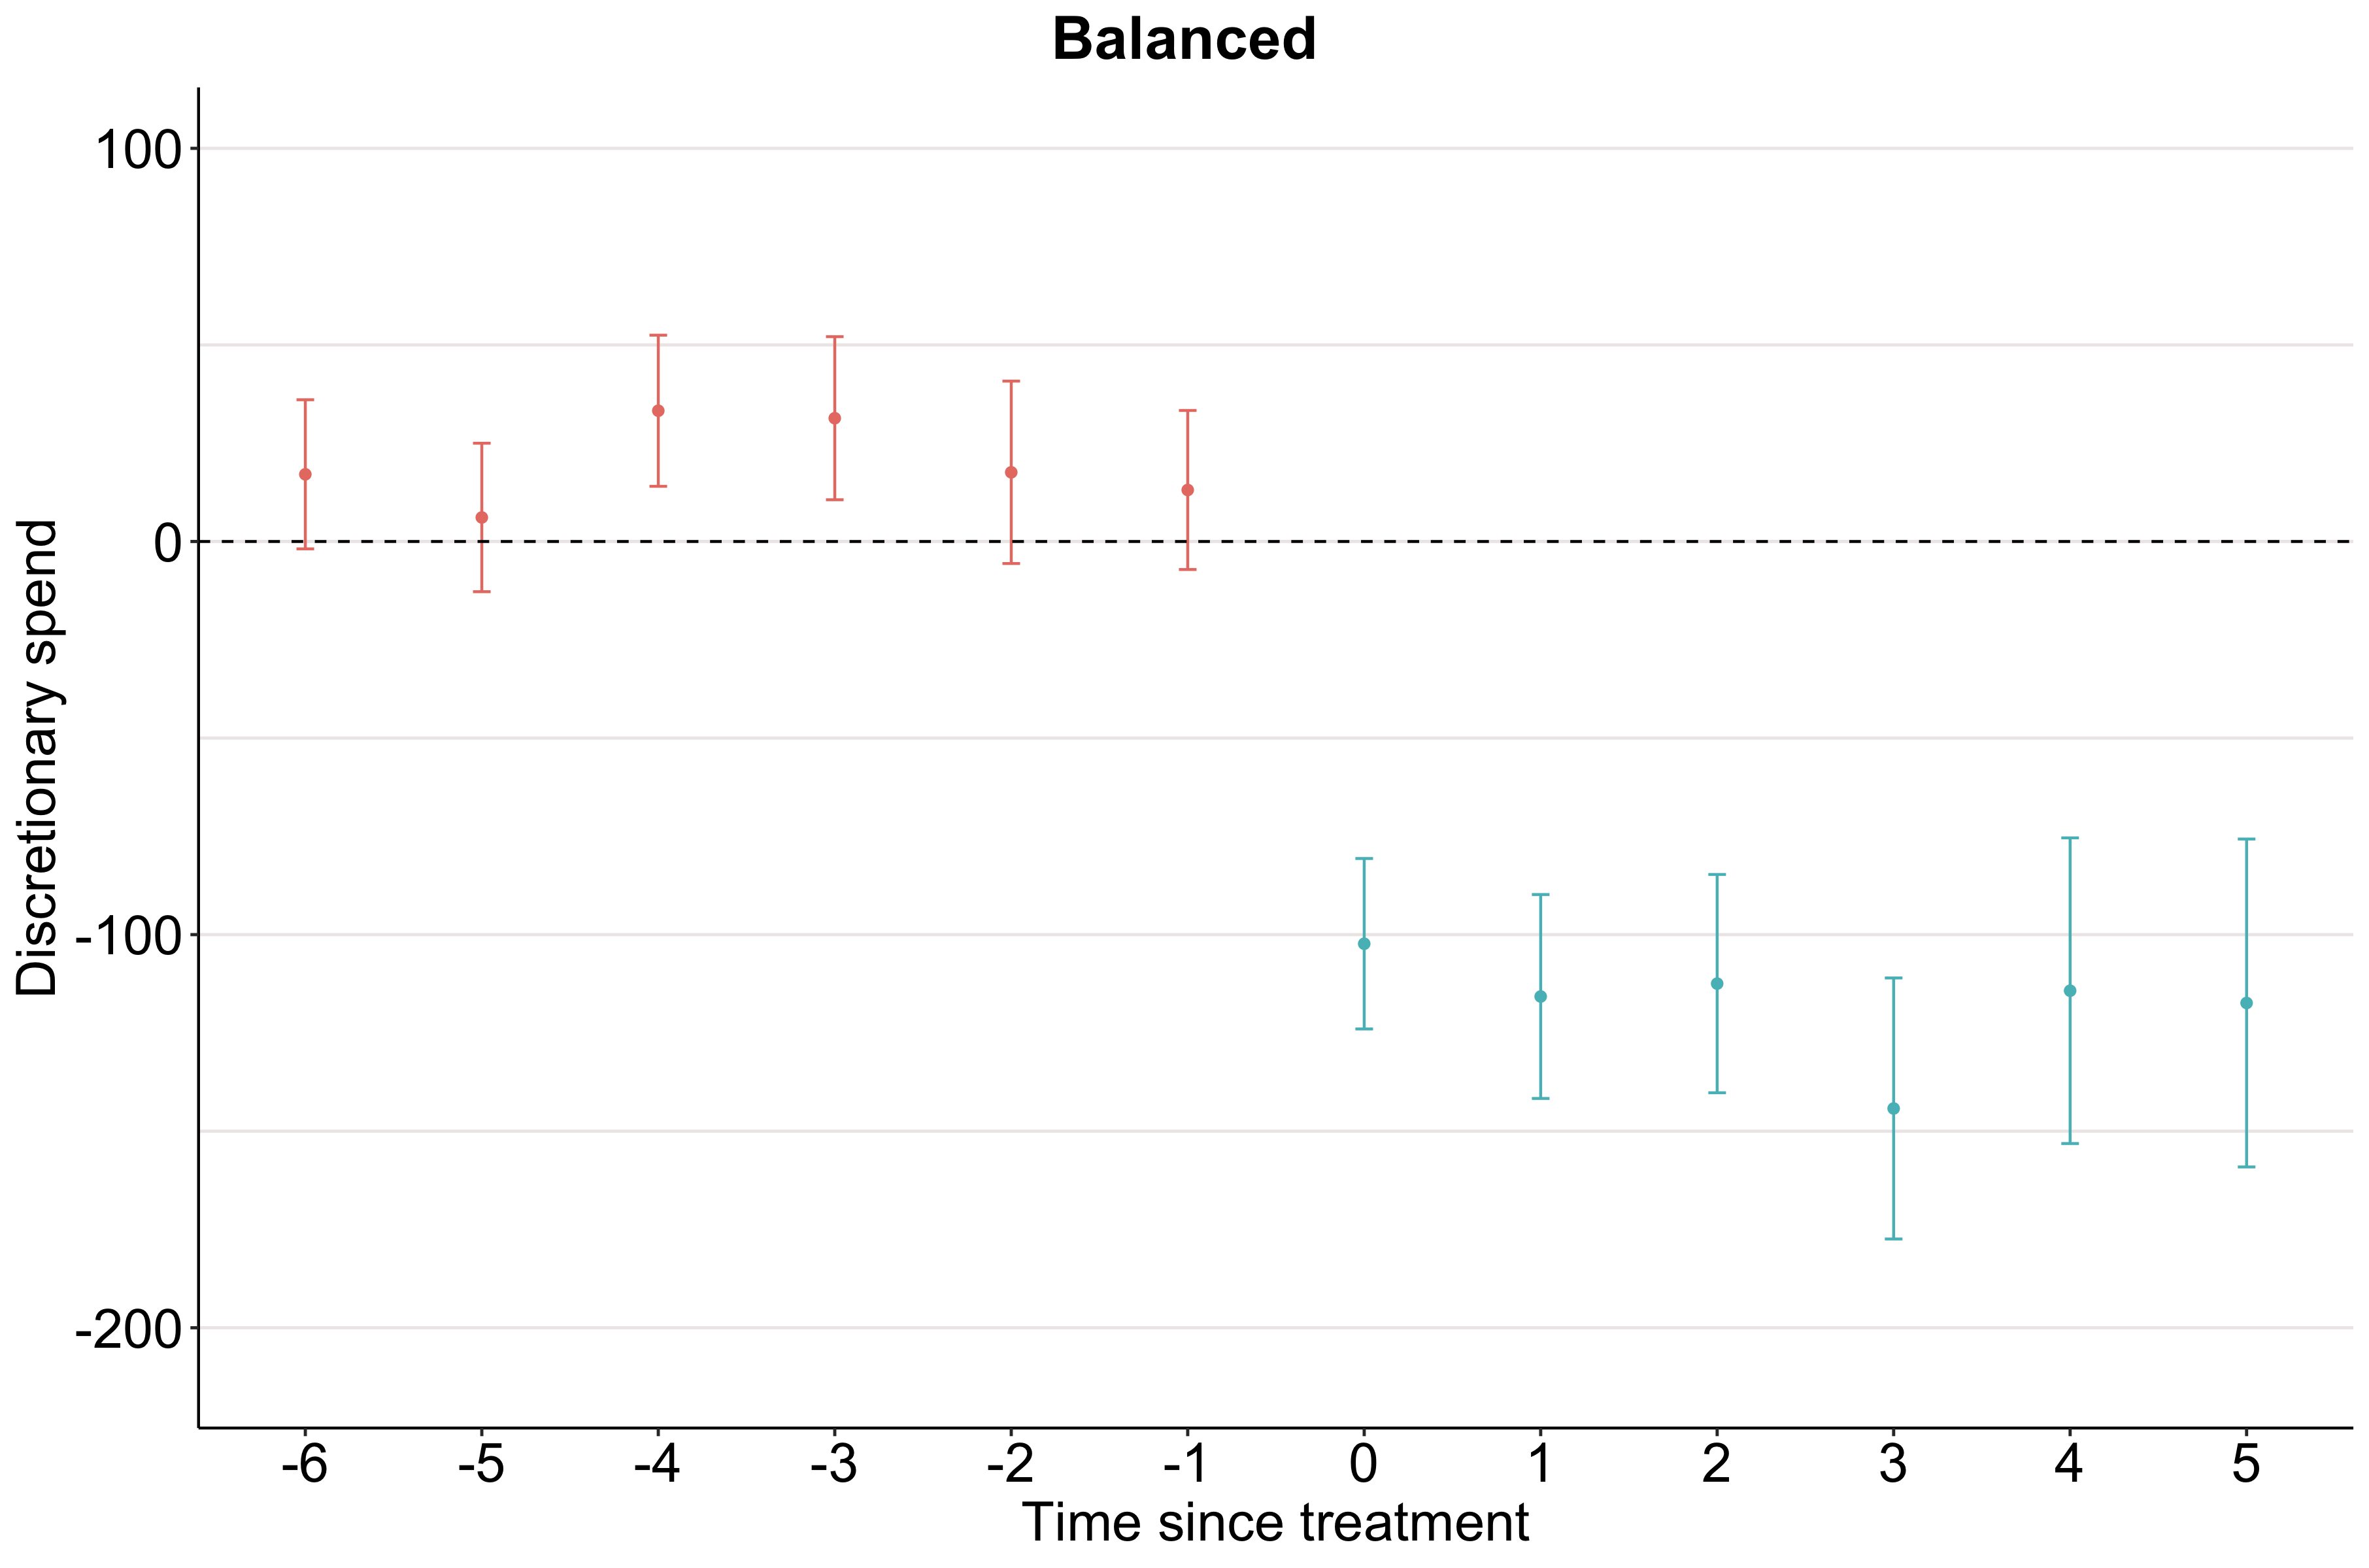 Balanced
100
0
-100
-200
Discretionary spend
-6 -5 -4 -3 -2 -1 0 1 2 3 4 5
Time since treatment